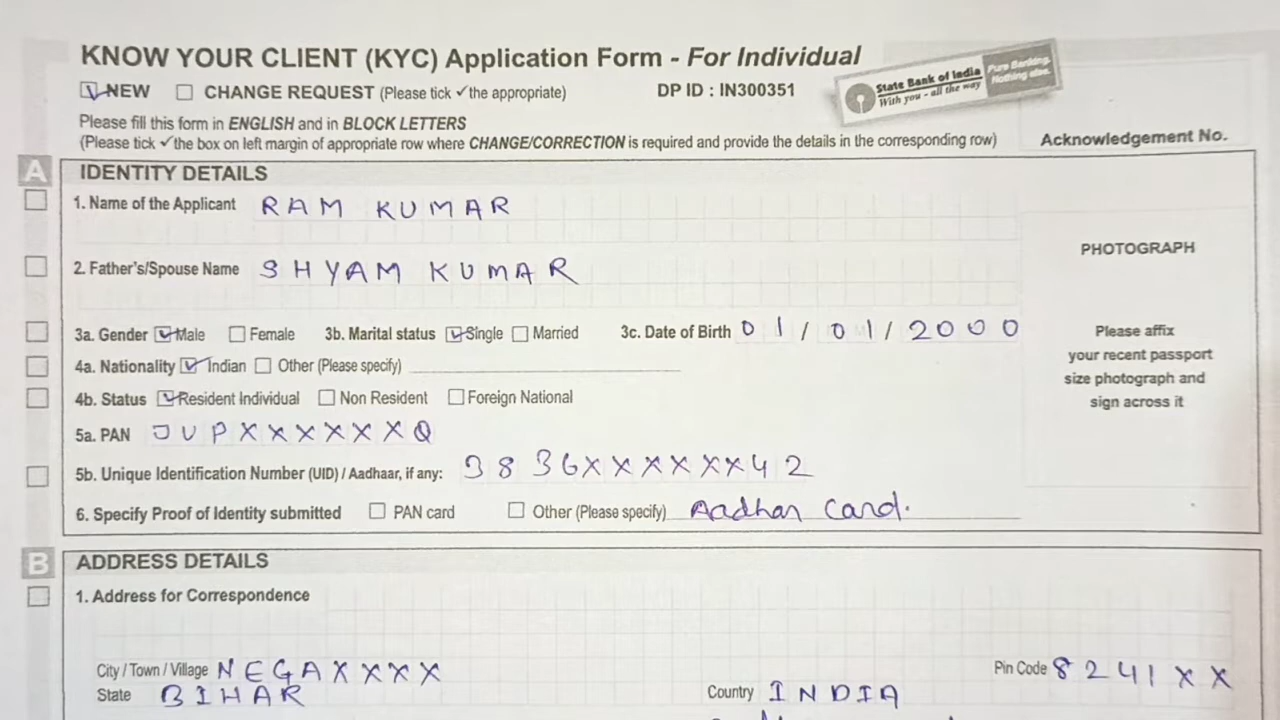 KNOW YOUR CLIENT (KYC) Application Form - For Individual
NEW CHANGE REQUEST (Please tick ✓the appropriate) DP ID : IN300351
State Bank of India
With you - all the way
Pure Banking.
Nothing else.
Please fill this form in ENGLISH and in BLOCK LETTERS
(Please tick ✓the box on left margin of appropriate row where CHANGE/CORRECTION is required and provide the details in the corresponding row)
Acknowledgement No.
A IDENTITY DETAILS
1. Name of the Applicant RAM KUMAR
2. Father's/Spouse Name SHYAM KUMAR
PHOTOGRAPH
Please affix
your recent passport
size photograph and
sign across it
3a. Gender Male Female 3b. Marital status Single Married 3c. Date of Birth 01/01/2000
4a. Nationality Indian Other (Please specify)
4b. Status Resident Individual Non Resident Foreign National
5a. PAN JUPXXXXXXQ
5b. Unique Identification Number (UID) / Aadhaar, if any: 3836XXXXXX42
6. Specify Proof of Identity submitted PAN card Other (Please specify) Aadhar Card.
B ADDRESS DETAILS
1. Address for Correspondence
City / Town / Village NEGAXXXX Pin Code 8241XX
State BIHAR Country INDIA